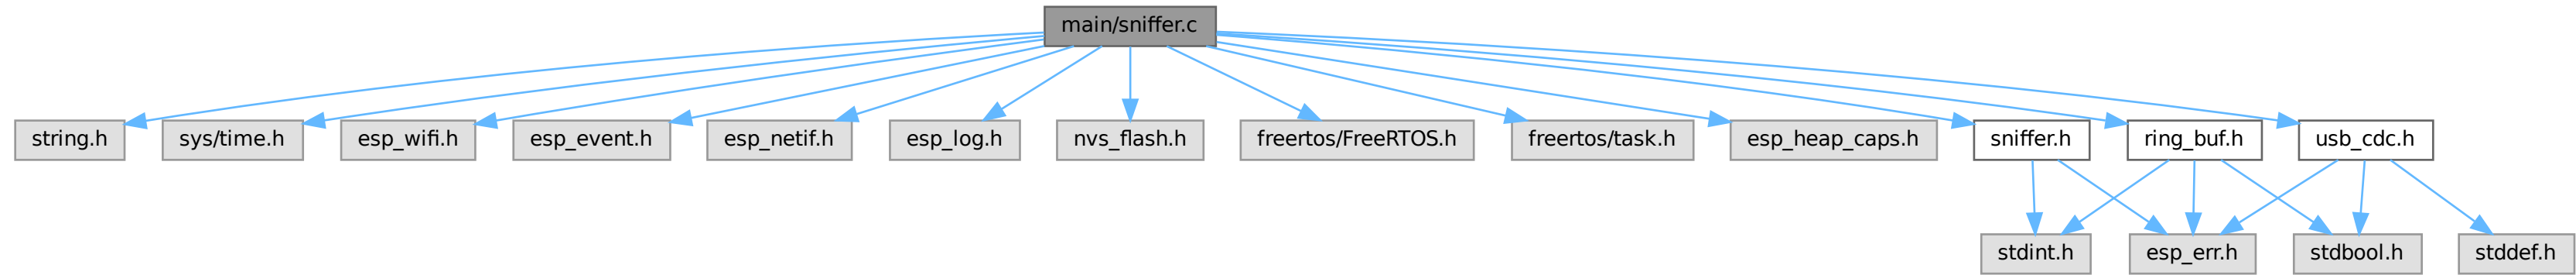 main/sniffer.c
string.h
sys/time.h
esp_wifi.h
esp_event.h
esp_netif.h
esp_log.h
nvs_flash.h
freertos/FreeRTOS.h
freertos/task.h
esp_heap_caps.h
sniffer.h
ring_buf.h
usb_cdc.h
stdint.h
esp_err.h
stdbool.h
stddef.h